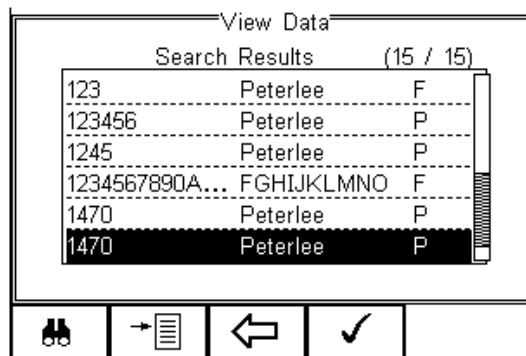 View Data
Search Results (15 / 15)
123 Peterlee F
123456 Peterlee P
1245 Peterlee P
1234567890A... FGHIJKLMNO F
1470 Peterlee P
1470 Peterlee P